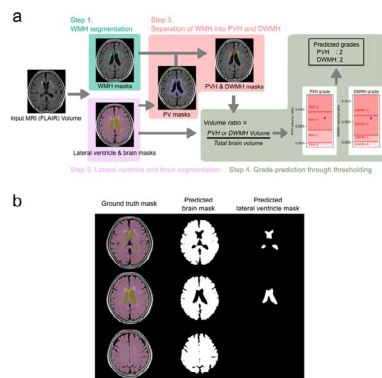 a
Step 1.
WMH segmentation
Step 3.
Separation of WMH into PVH and DWMH
Predicted grades
PVH : 2
DWMH: 2
WMH masks
PVH & DWMH masks
Input MRI (FLAIR) Volume
PV masks
PVH grade
DWMH grade
Volume ratio =
PVH or DWMH Volume
Total brain volume
Lateral ventricle & brain masks
Step 2. Lateral ventricle and brain segmentation
Step 4. Grade prediction through thresholding
b
Ground truth mask
Predicted
brain mask
Predicted
lateral ventricle mask